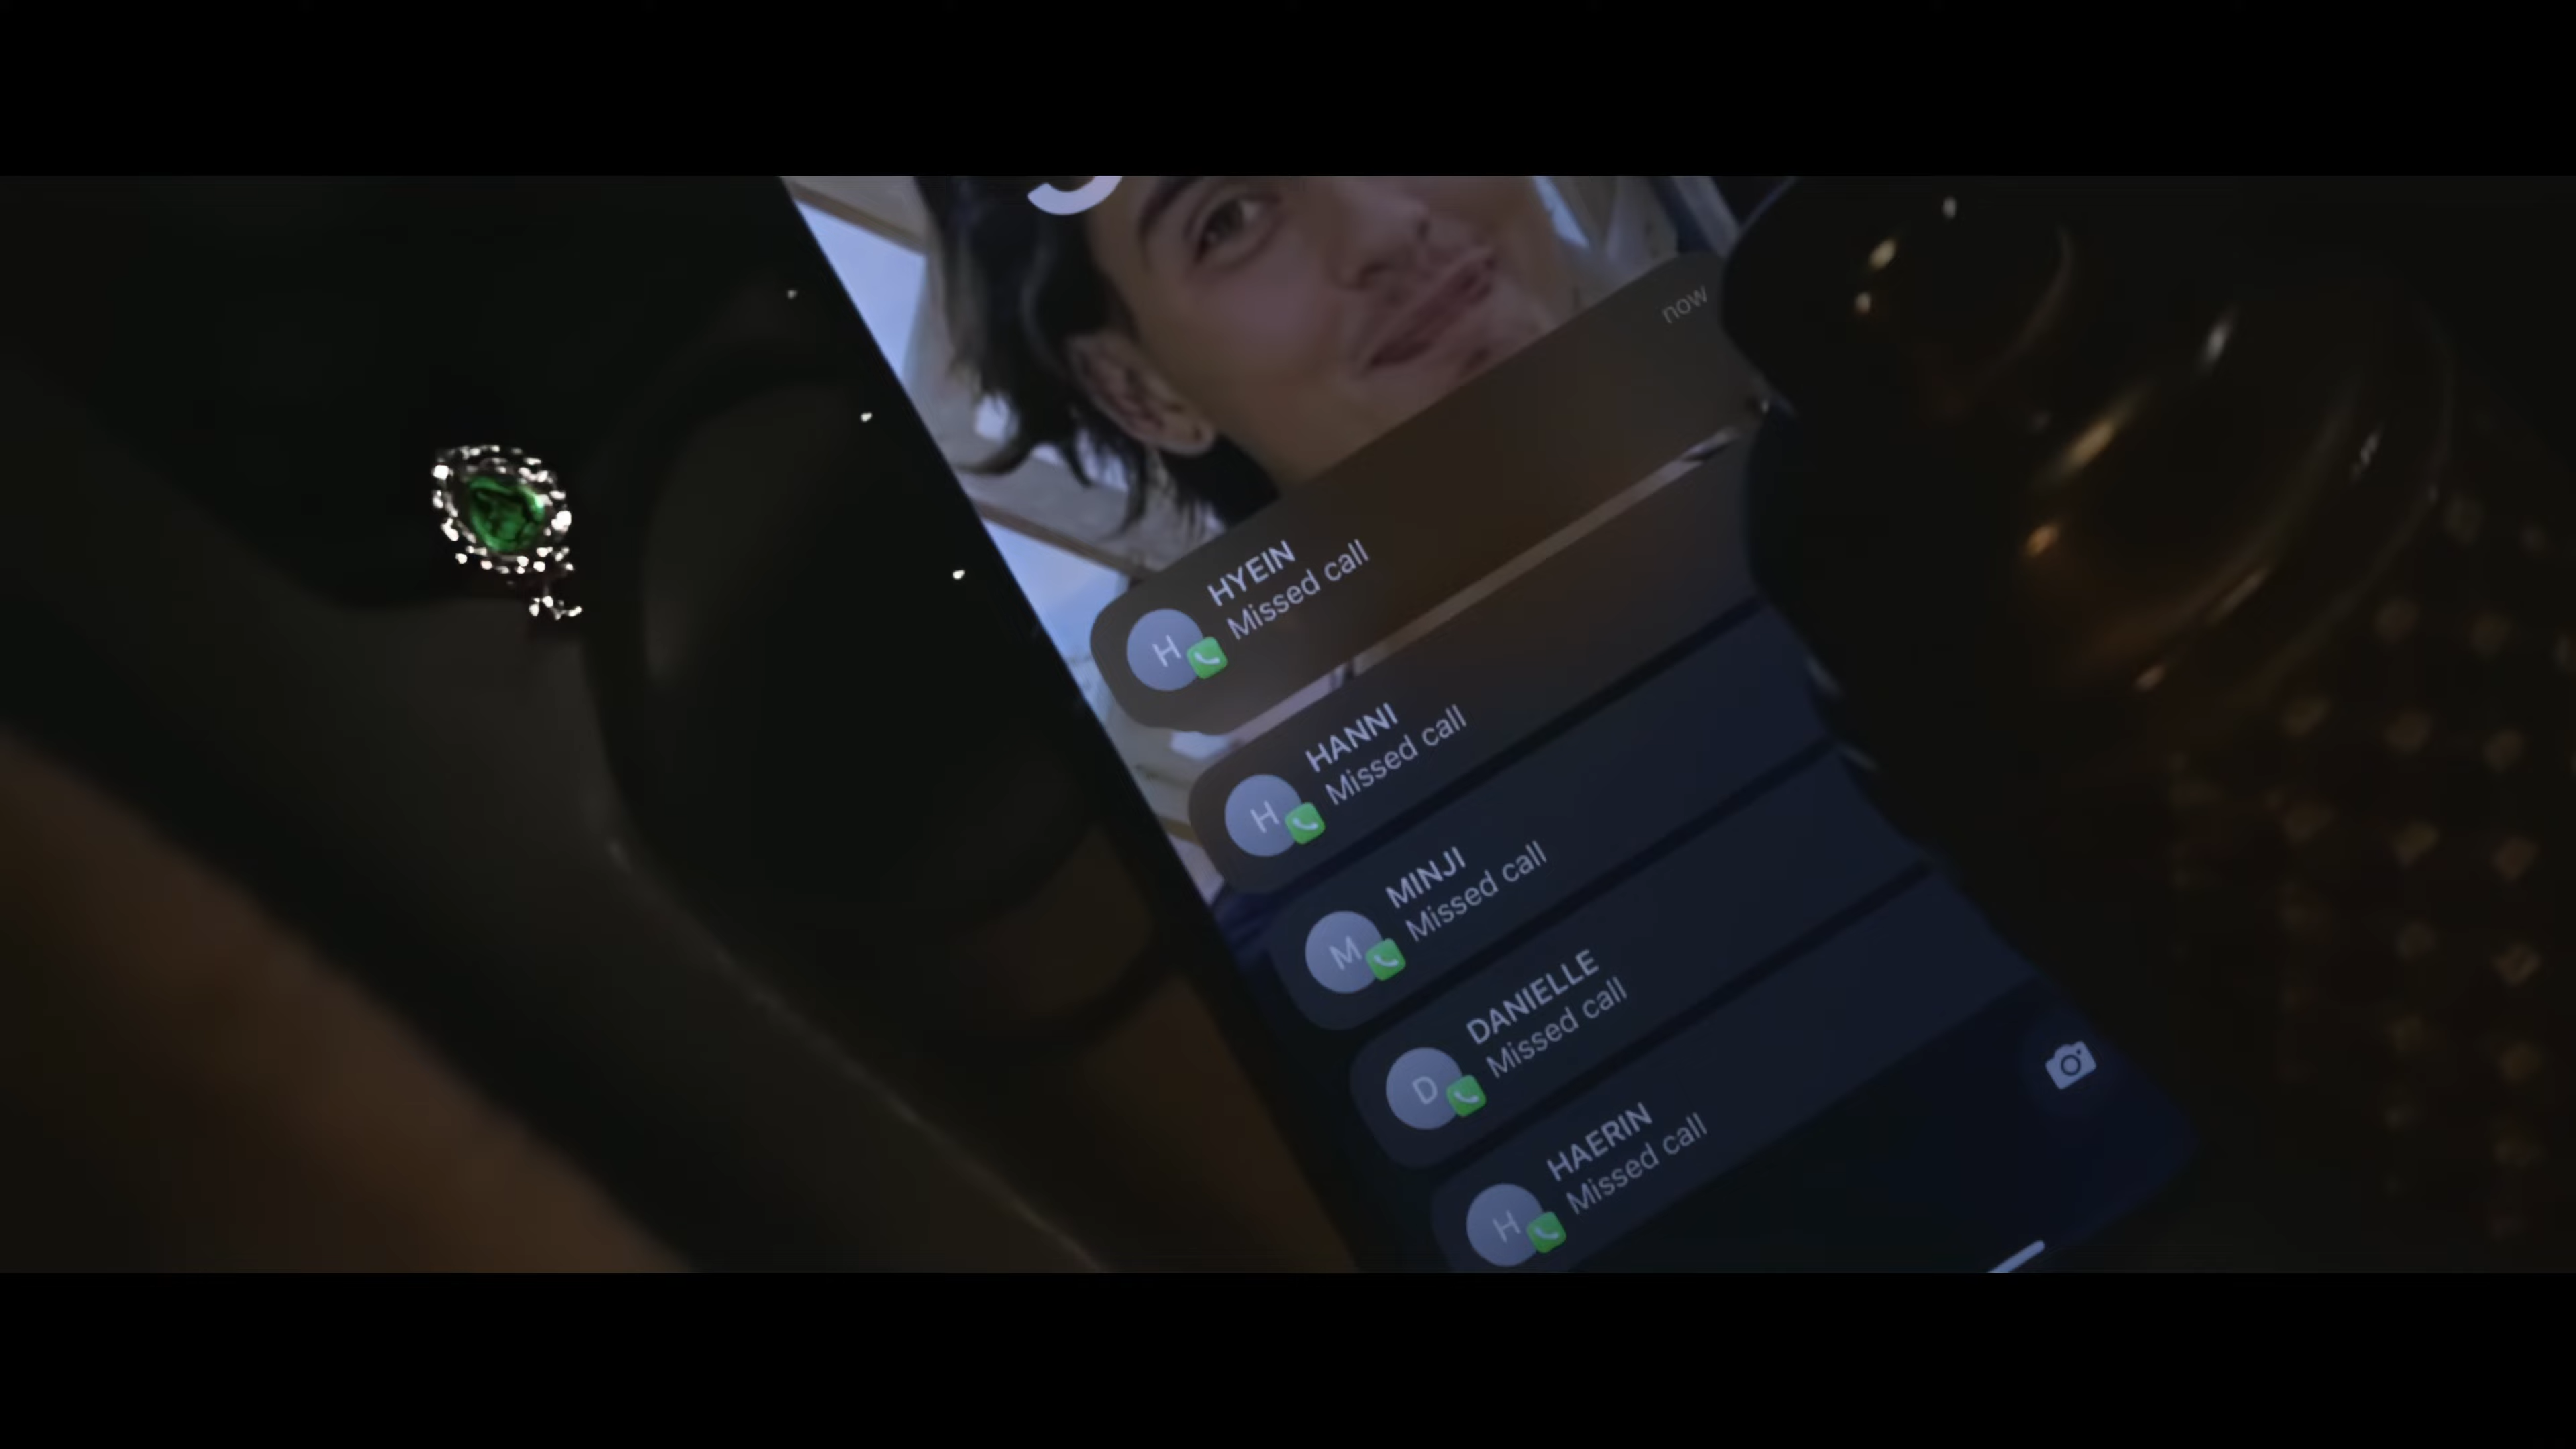 now
HYEIN
Missed call
H
HANNI
Missed call
H
MINJI
Missed call
M
DANIELLE
Missed call
D
HAERIN
Missed call
H